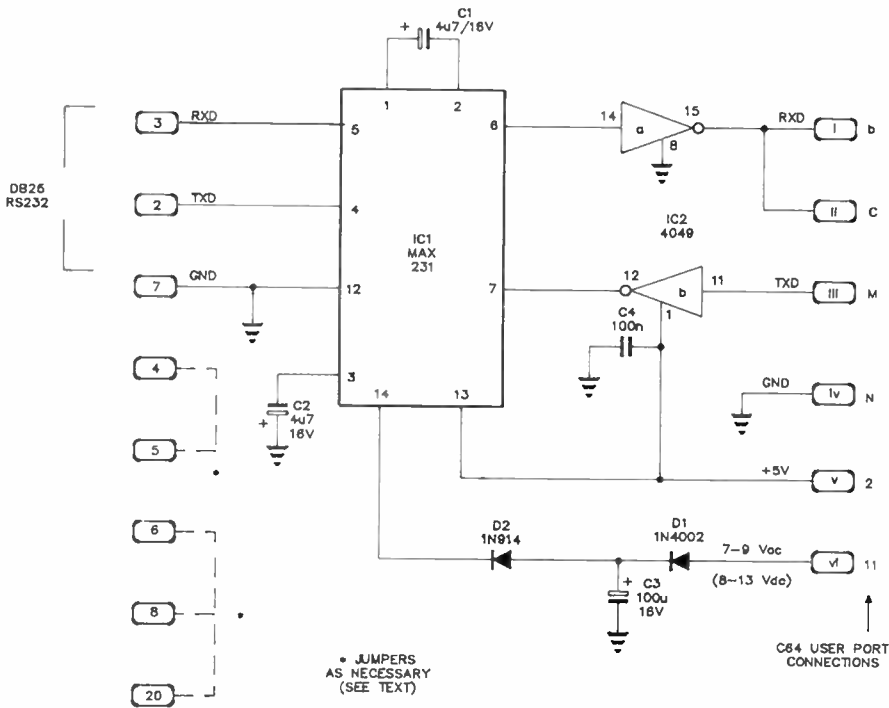 C1
4u7/16V
+
1
2
3
RXD
5
6
14
a
15
8
RXD
I
b
DB25
RS232
2
TXD
4
IC1
MAX
231
IC2
4049
II
C
7
GND
12
7
12
b
11
1
TXD
III
M
C4
100n
4
3
14
13
C2
4u7
16V
+
GND
Iv
N
5
+5V
v
2
6
D2
1N914
D1
1N4002
7-9 Vac
(8~13 Vdc)
vI
11
+
C3
100u
16V
8
* JUMPERS
AS NECESSARY
(SEE TEXT)
C64 USER PORT
CONNECTIONS
20